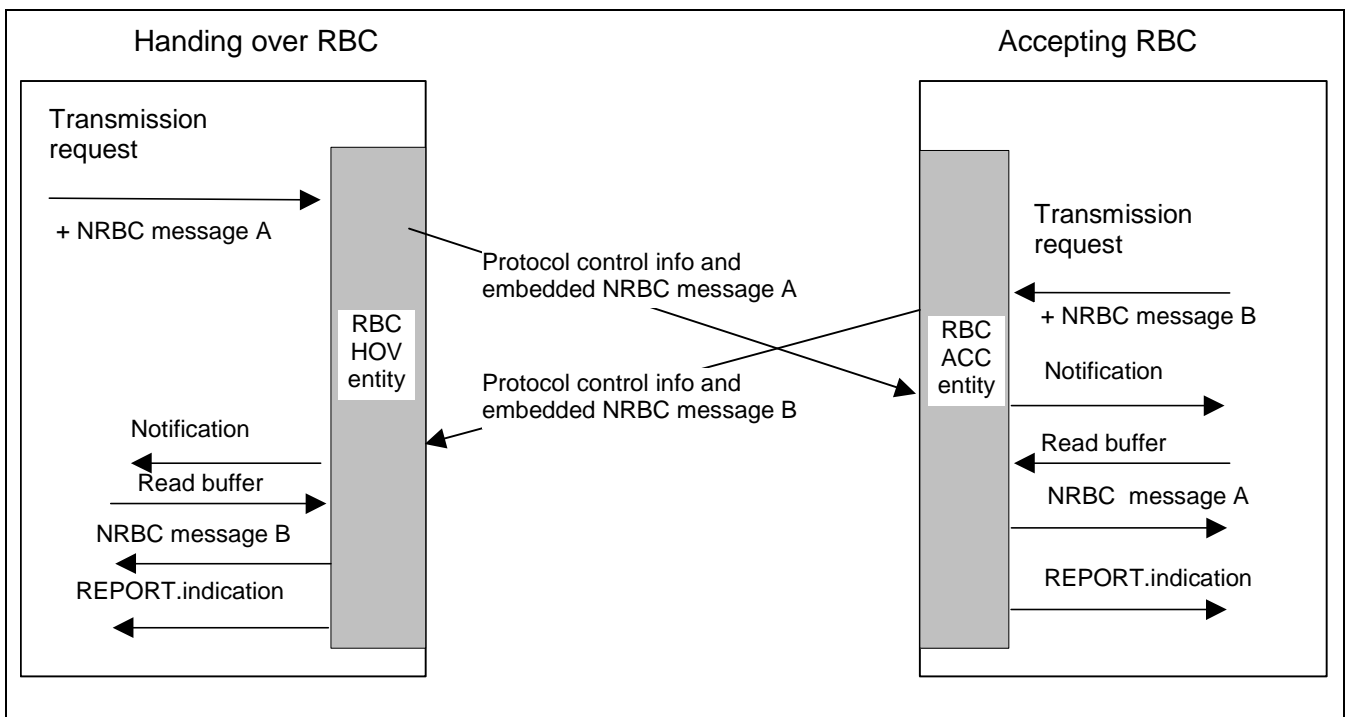 Handing over RBC
Accepting RBC
Transmission
request
+ NRBC message A
RBC
HOV
entity
Notification
Read buffer
NRBC message B
REPORT.indication
Protocol control info and
embedded NRBC message A
Protocol control info and
embedded NRBC message B
Transmission
request
+ NRBC message B
RBC
ACC
entity
Notification
Read buffer
NRBC message A
REPORT.indication